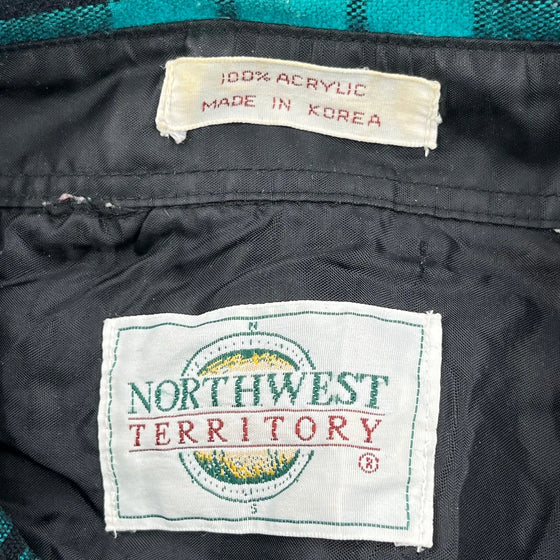 100% ACRYLIC
MADE IN KOREA
N
NORTHWEST
TERRITORY
®
S